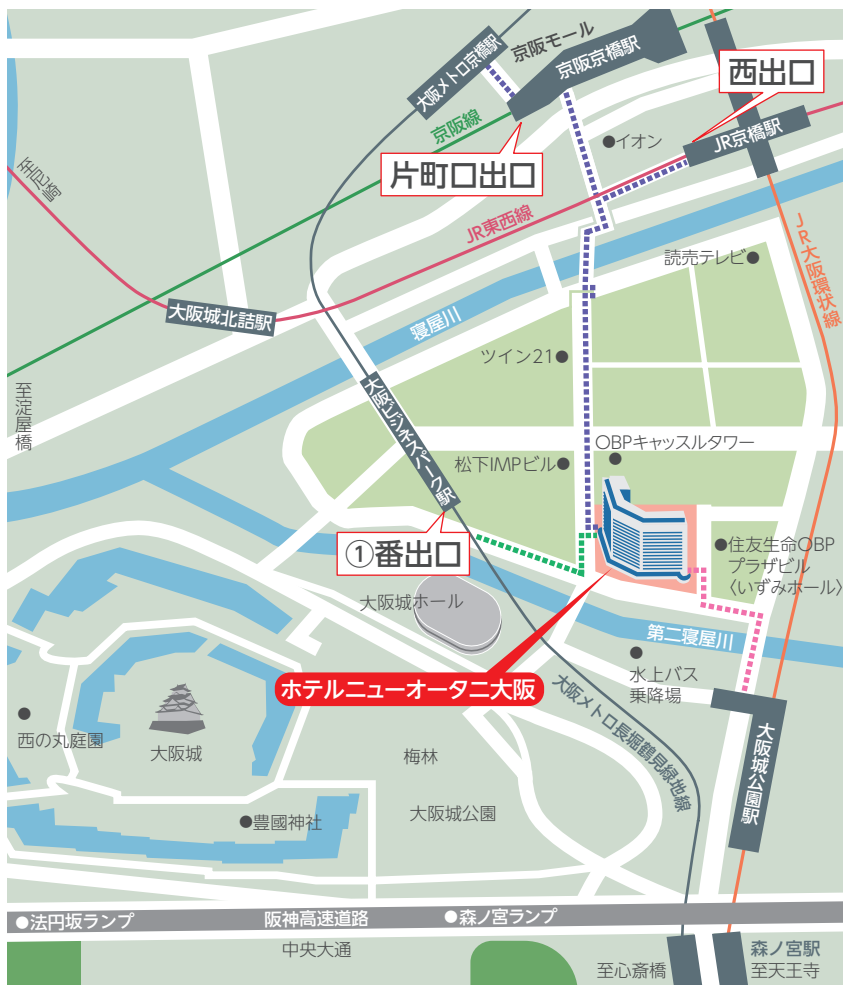 京阪モール
京阪京橋駅
大阪メトロ京橋駅
西出口
京阪線
●イオン
JR京橋駅
片町口出口
至尼崎
JR東西線
JR大阪環状線
読売テレビ●
大阪城北詰駅
寝屋川
ツイン21●
至淀屋橋
大阪ビジネスパーク駅
OBPキャッスルタワー
●
松下IMPビル●
①番出口
●住友生命OBP
プラザビル
〈いずみホール〉
大阪城ホール
第二寝屋川
●
水上バス
乗降場
ホテルニューオータニ大阪
大阪メトロ長堀鶴見緑地線
●
西の丸庭園
大阪城
梅林
大阪城公園駅
●豊國神社
大阪城公園
●法円坂ランプ
阪神高速道路
●森ノ宮ランプ
中央大通
森ノ宮駅
至心斎橋
至天王寺